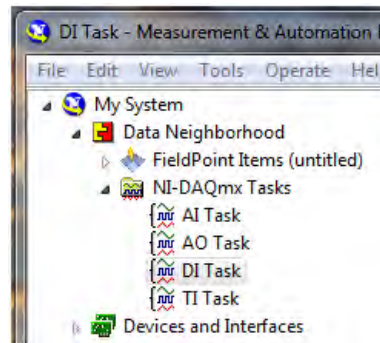 DI Task - Measurement & Automation
File Edit View Tools Operate Hel
My System
Data Neighborhood
FieldPoint Items (untitled)
NI-DAQmx Tasks
AI Task
AO Task
DI Task
TI Task
Devices and Interfaces